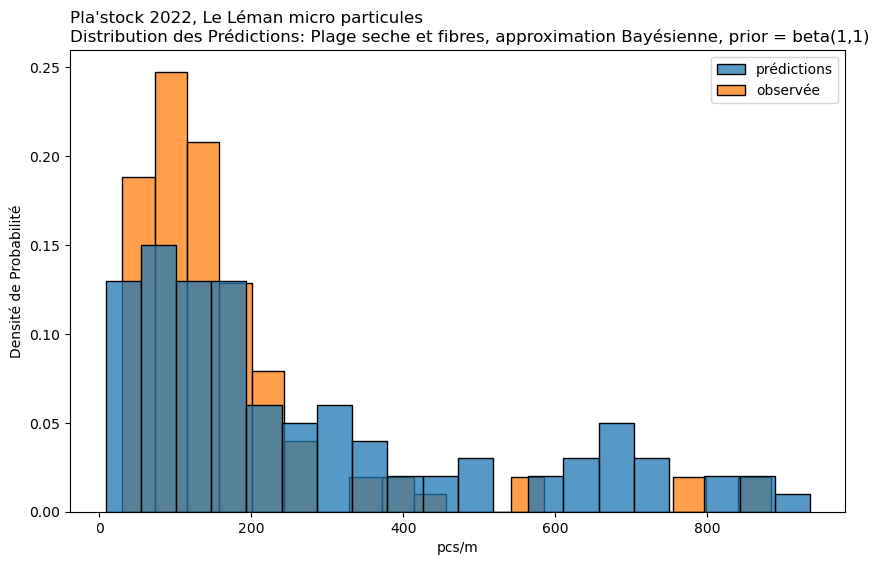 Pla'stock 2022, Le Léman micro particules
Distribution des Prédictions: Plage seche et fibres, approximation Bayésienne, prior = beta(1,1)
prédictions
observée
Densité de Probabilité
0.25
0.20
0.15
0.10
0.05
0.00
0
200
400
600
800
pcs/m